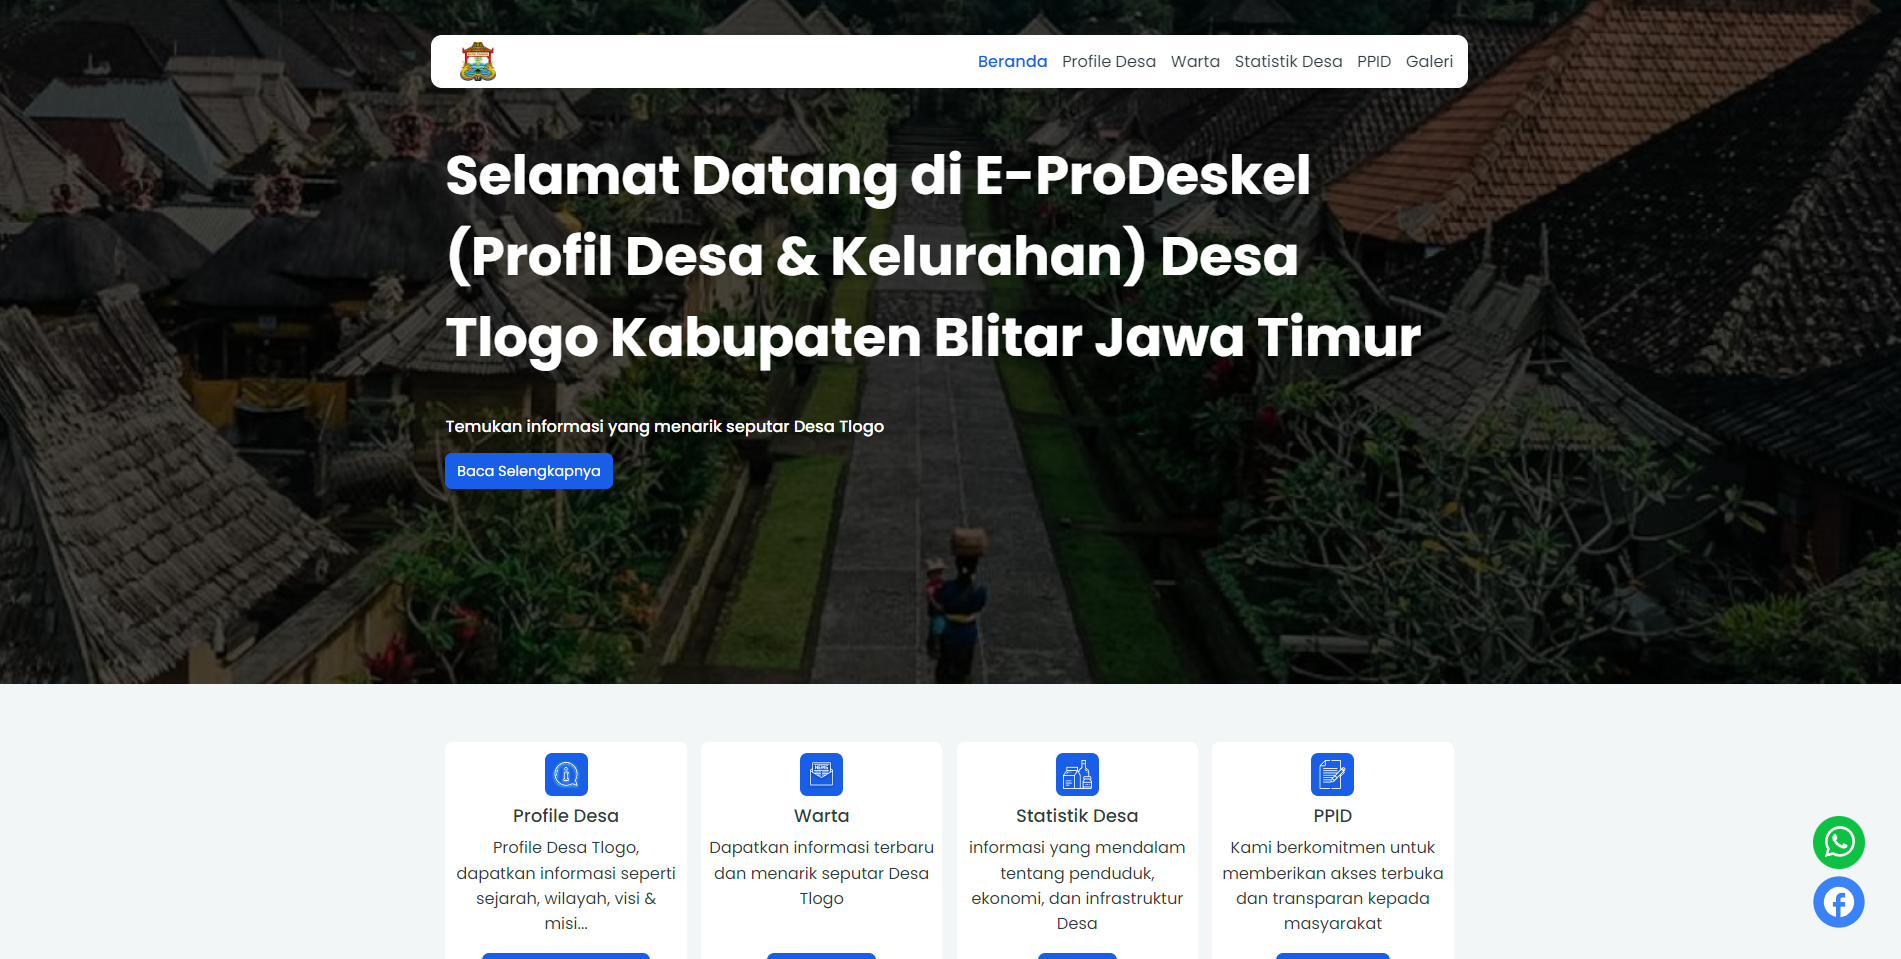 Beranda Profile Desa Warta Statistik Desa PPID Galeri
Selamat Datang di E-ProDeskel
(Profil Desa & Kelurahan) Desa
Tlogo Kabupaten Blitar Jawa Timur
Temukan informasi yang menarik seputar Desa Tlogo
Baca Selengkapnya
Profile Desa
Profile Desa Tlogo,
dapatkan informasi seperti
sejarah, wilayah, visi &
misi...
Warta
Dapatkan informasi terbaru
dan menarik seputar Desa
Tlogo
Statistik Desa
informasi yang mendalam
tentang penduduk,
ekonomi, dan infrastruktur
Desa
PPID
Kami berkomitmen untuk
memberikan akses terbuka
dan transparan kepada
masyarakat